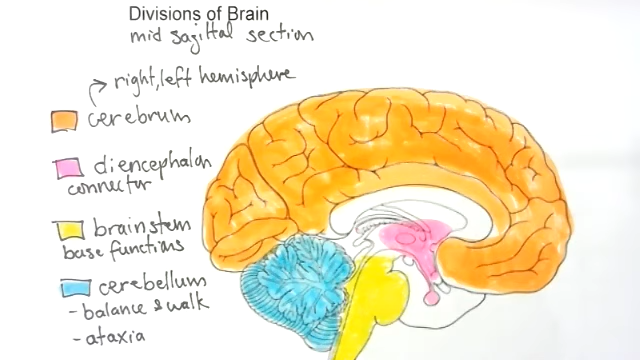 Divisions of Brain
mid sagittal section
right, left hemisphere
cerebrum
diencephalon
connector
brainstem
base functions
cerebellum
- balance & walk
- ataxia